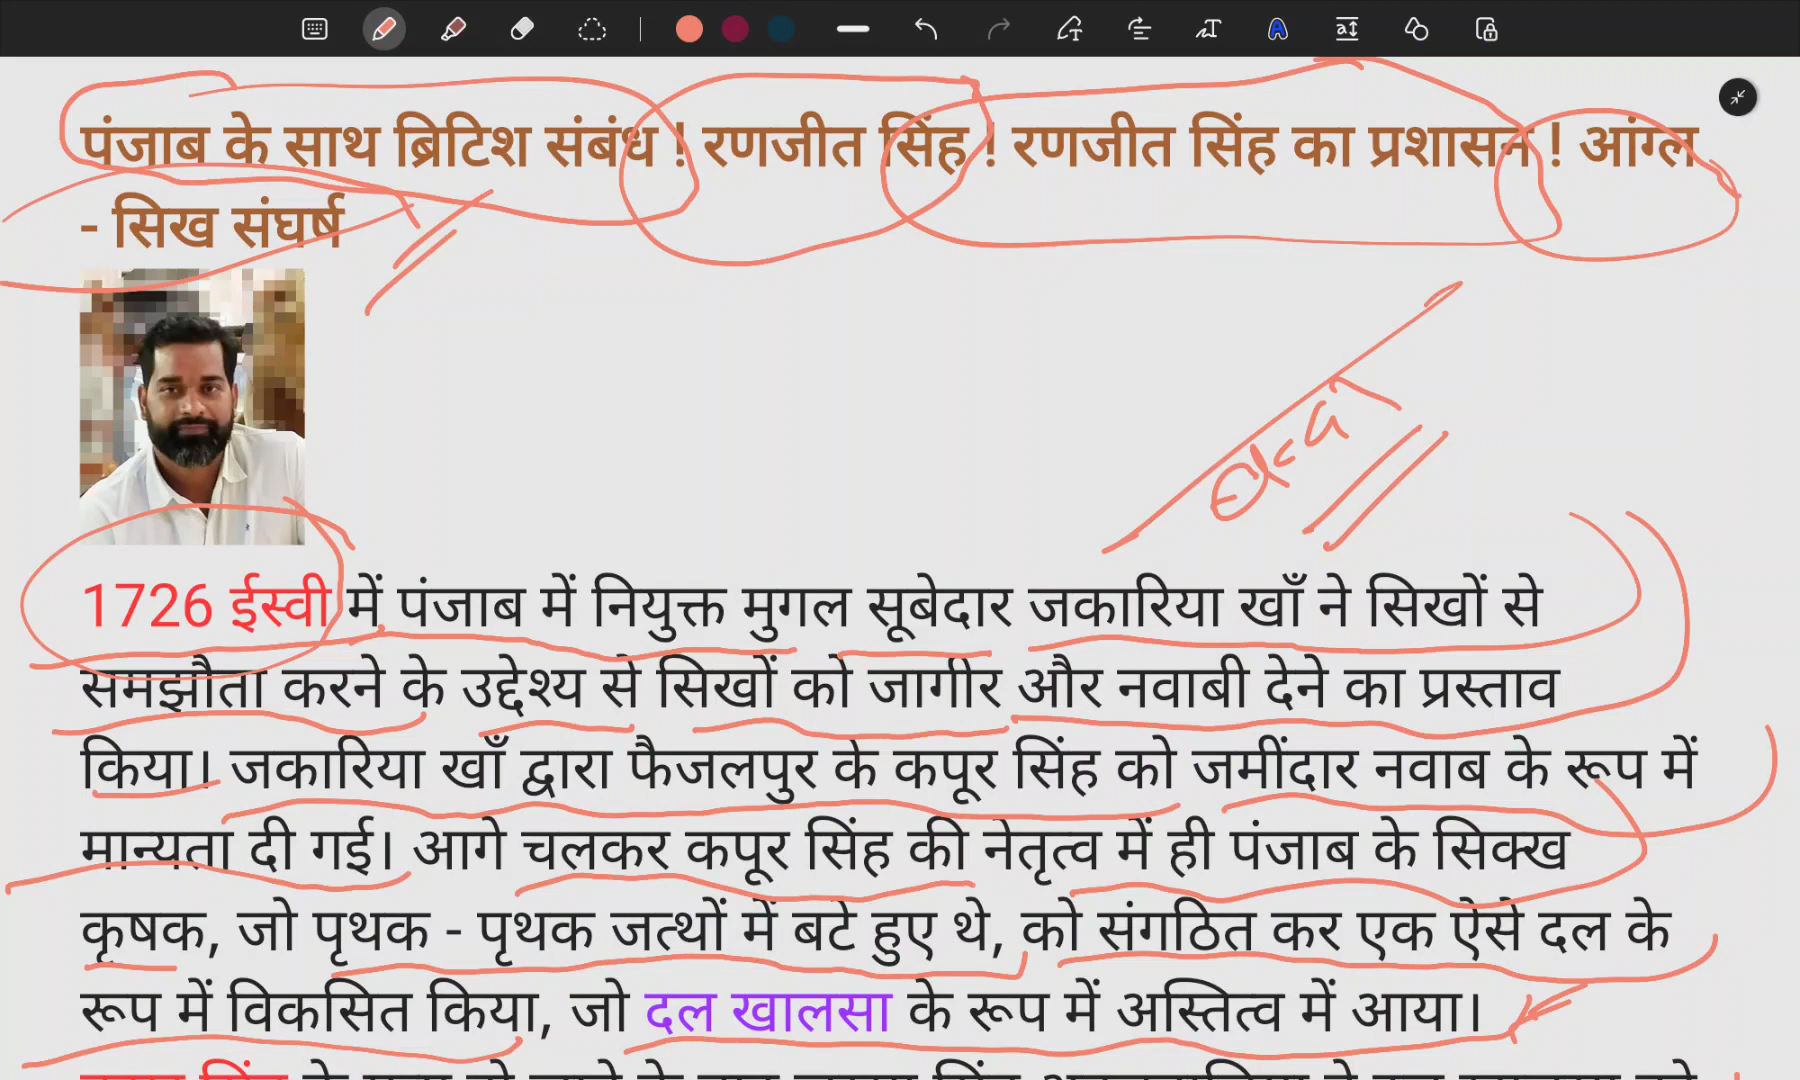 पंजाब के साथ ब्रिटिश संबंध ! रणजीत सिंह ! रणजीत सिंह का प्रशासन ! आंग्ल
- सिख संघर्ष
1726 ईस्वी में पंजाब में नियुक्त मुगल सूबेदार जकारिया खाँ ने सिखों से
समझौता करने के उद्देश्य से सिखों को जागीर और नवाबी देने का प्रस्ताव
किया। जकारिया खाँ द्वारा फैजलपुर के कपूर सिंह को जमींदार नवाब के रूप में
मान्यता दी गई। आगे चलकर कपूर सिंह की नेतृत्व में ही पंजाब के सिक्ख
कृषक, जो पृथक - पृथक जत्थों में बटे हुए थे, को संगठित कर एक ऐसे दल के
रूप में विकसित किया, जो दल खालसा के रूप में अस्तित्व में आया।